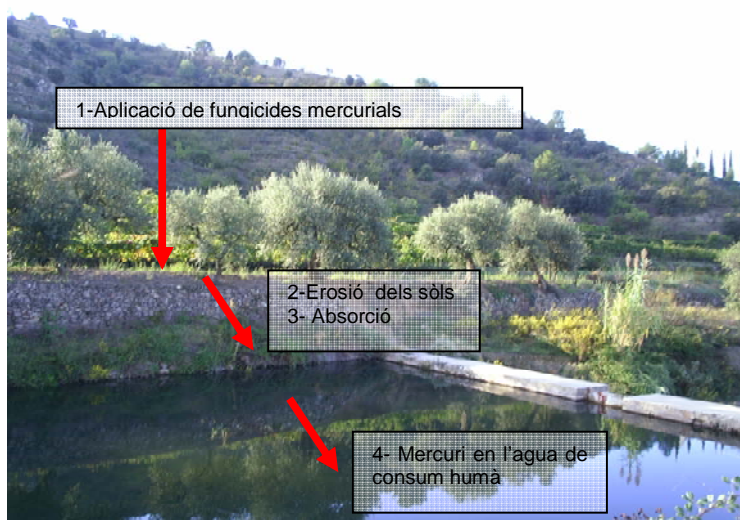 1-Aplicació de fungicides mercurials
2-Erosió dels sòls
3- Absorció
4- Mercuri en l'agua de
consum humà